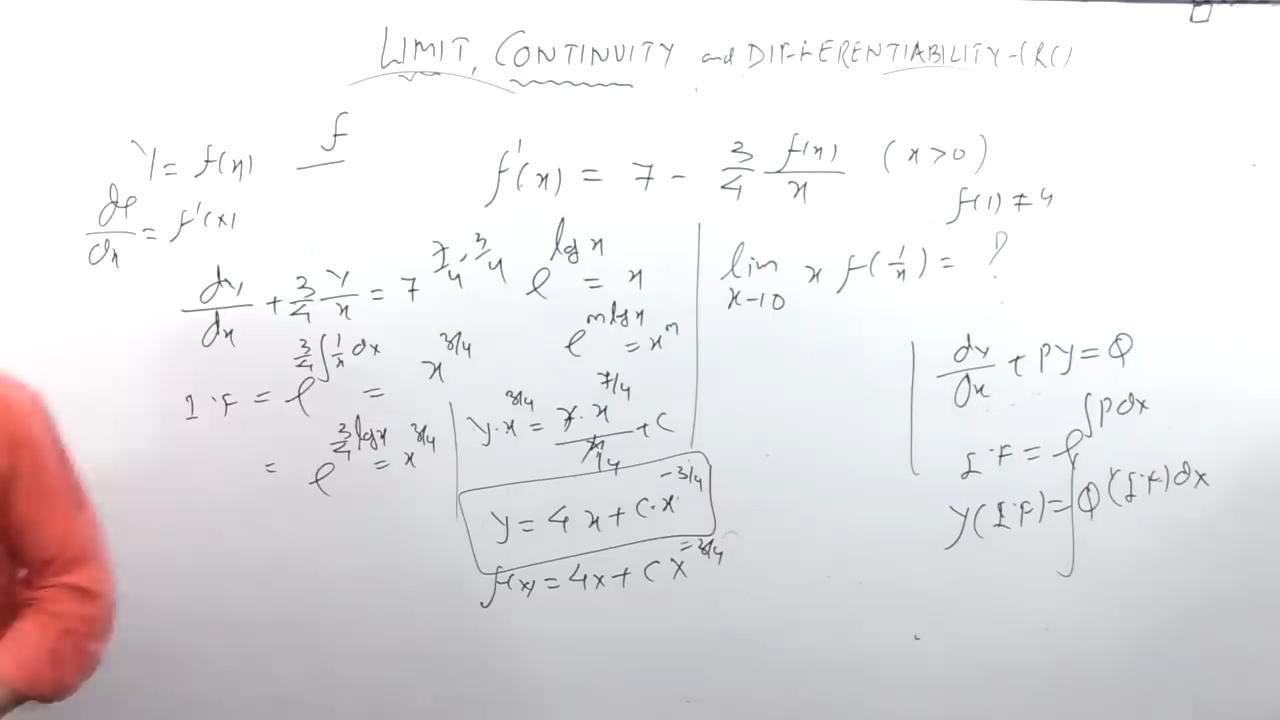 LIMIT, CONTINUITY and DIFFERENTIABILITY-(RC)
f
y = f(x)
dy/dx = f'(x)
f'(x) = 7 - 3/4 f(x)/x (x>0)
f(1) ≠ 4
dy/dx + 3/4 y/x = 7
e^(log x) = x
e^(n log x) = x^n
I.F = e^(3/4 ∫ 1/x dx) = x^(3/4)
= e^(3/4 log x) = x^(3/4)
y.x^(3/4) = 7.x^(7/4) / 7/4 + C
y = 4x + C.x^(-3/4)
f(x) = 4x + C x^(-3/4)
lim x→0 x f(1/x) = ?
dy/dx + Py = Q
I.F = e^(∫P dx)
y(I.F) = ∫Q(I.F)dx